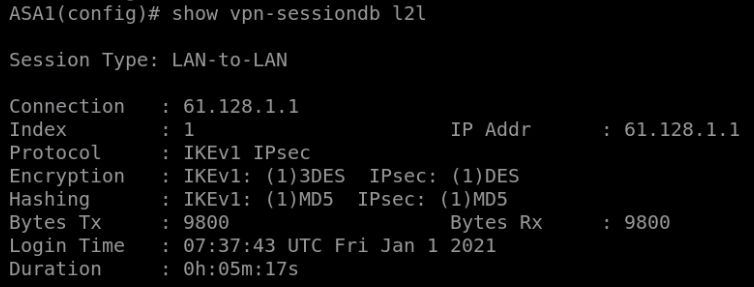 ASA1(config)# show vpn-sessiondb l2l
Session Type: LAN-to-LAN
Connection   : 61.128.1.1
Index        : 1                      IP Addr      : 61.128.1.1
Protocol     : IKEv1 IPsec
Encryption   : IKEv1: (1)3DES  IPsec: (1)DES
Hashing      : IKEv1: (1)MD5  IPsec: (1)MD5
Bytes Tx     : 9800                   Bytes Rx     : 9800
Login Time   : 07:37:43 UTC Fri Jan 1 2021
Duration     : 0h:05m:17s